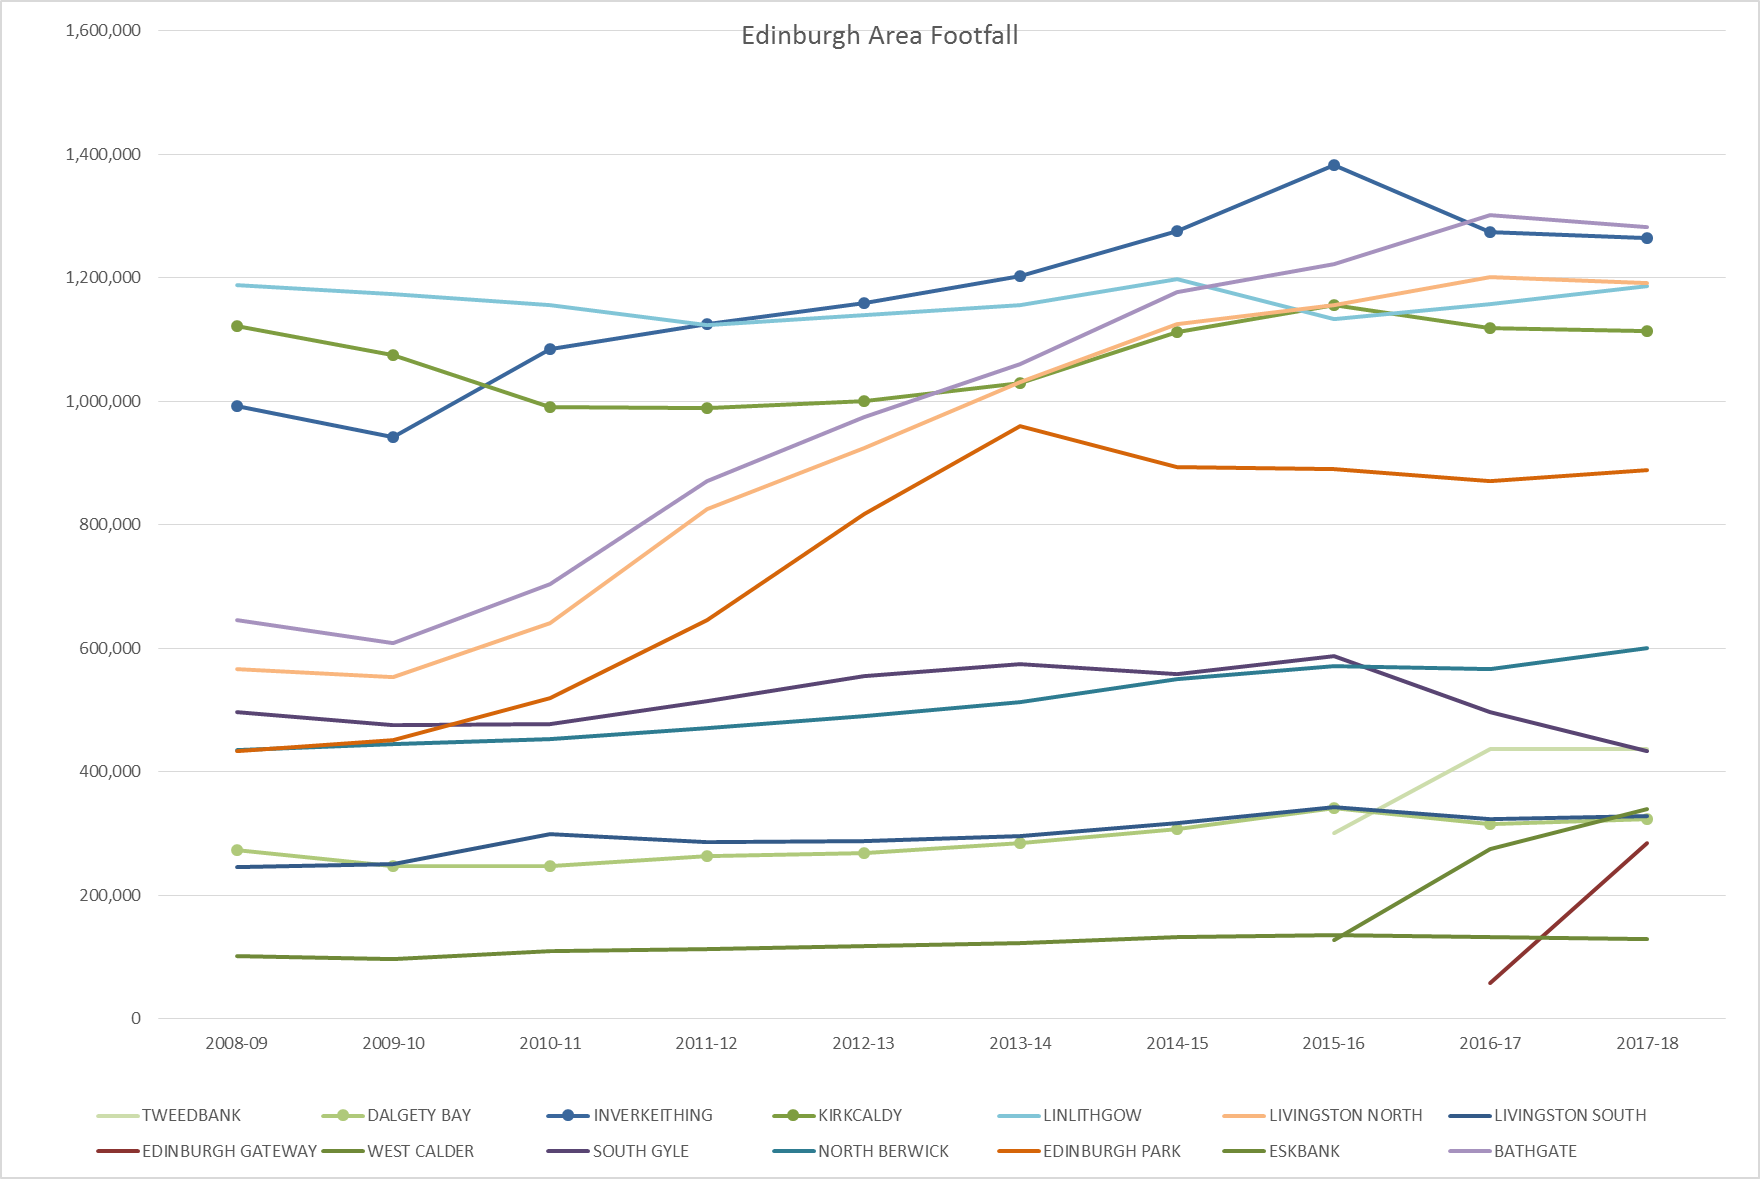 Edinburgh Area Footfall
1,600,000
1,400,000
1,200,000
1,000,000
800,000
600,000
400,000
200,000
0
2008-09 2009-10 2010-11 2011-12 2012-13 2013-14 2014-15 2015-16 2016-17 2017-18
TWEEDBANK DALGETY BAY INVERKEITHING KIRKCALDY LINLITHGOW LIVINGSTON NORTH LIVINGSTON SOUTH
EDINBURGH GATEWAY WEST CALDER SOUTH GYLE NORTH BERWICK EDINBURGH PARK ESKBANK BATHGATE